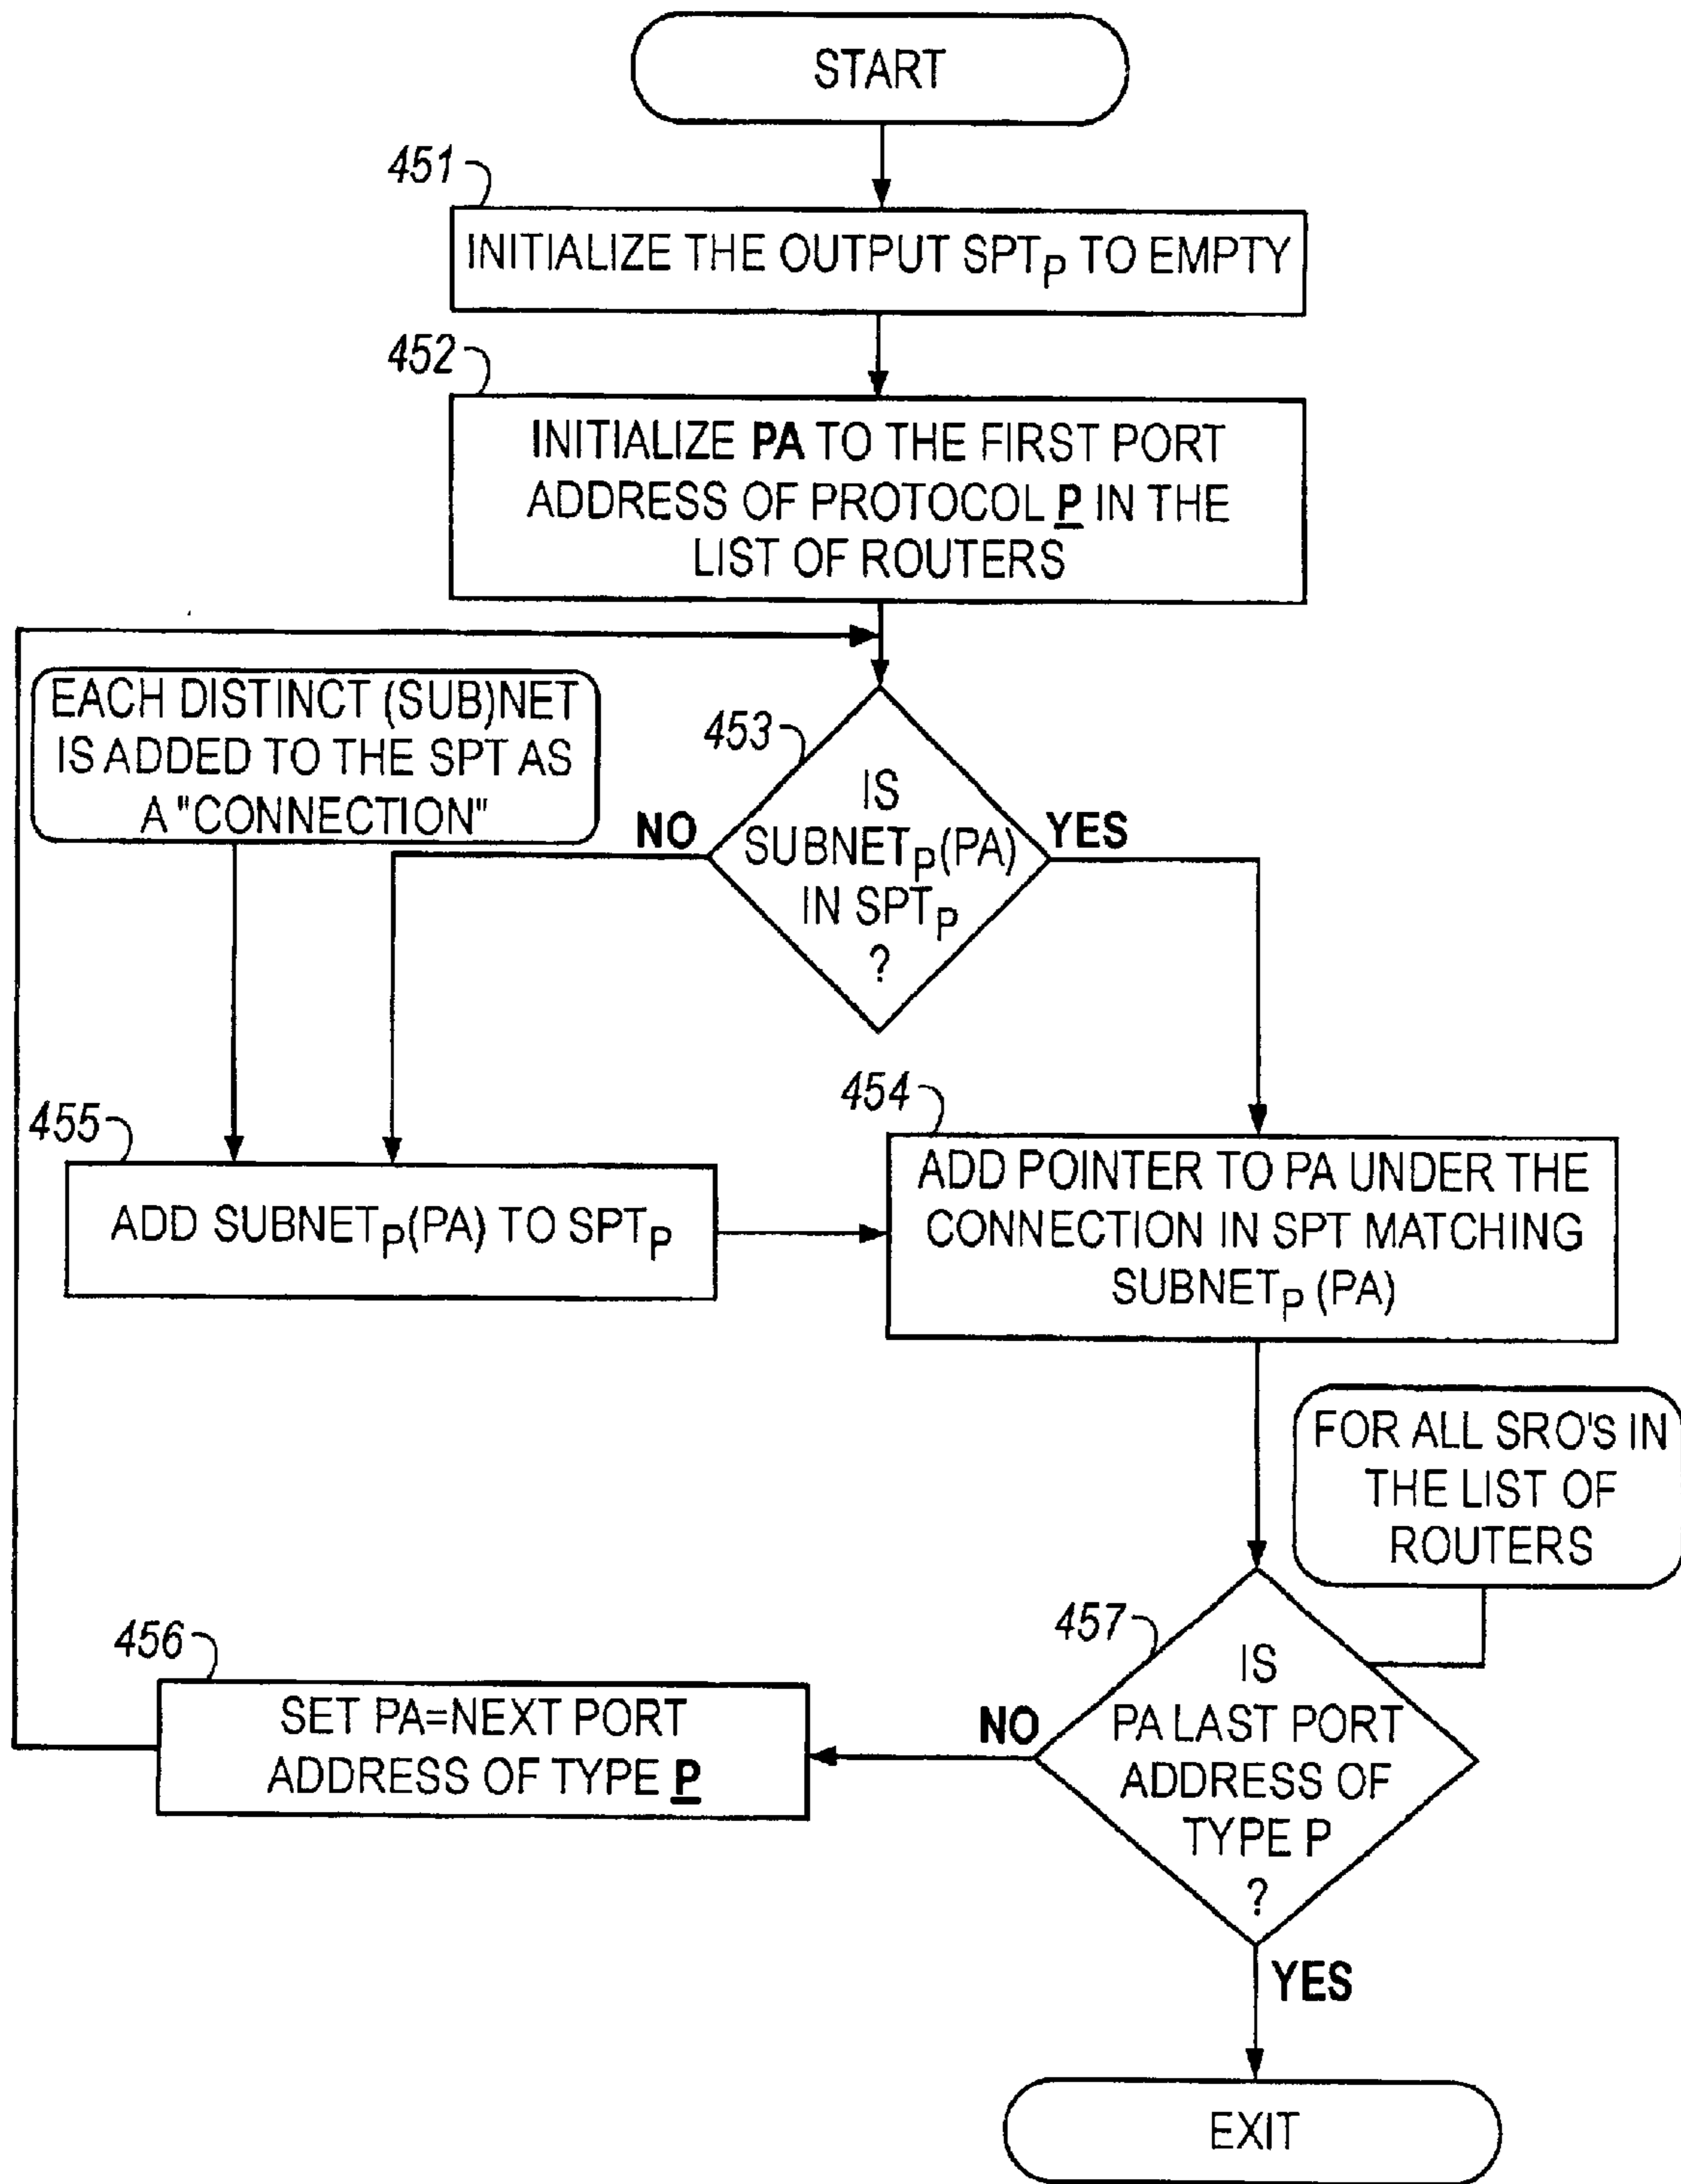 START
451
INITIALIZE THE OUTPUT SPTP TO EMPTY
452
INITIALIZE PA TO THE FIRST PORT
ADDRESS OF PROTOCOL P IN THE
LIST OF ROUTERS
EACH DISTINCT (SUB)NET
IS ADDED TO THE SPT AS
A "CONNECTION"
453
IS
SUBNETP(PA)
IN SPTP
?
NO
YES
455
ADD SUBNETP(PA) TO SPTP
454
ADD POINTER TO PA UNDER THE
CONNECTION IN SPT MATCHING
SUBNETP (PA)
FOR ALL SRO'S IN
THE LIST OF
ROUTERS
457
IS
PA LAST PORT
ADDRESS OF
TYPE P
?
NO
456
SET PA=NEXT PORT
ADDRESS OF TYPE P
YES
EXIT